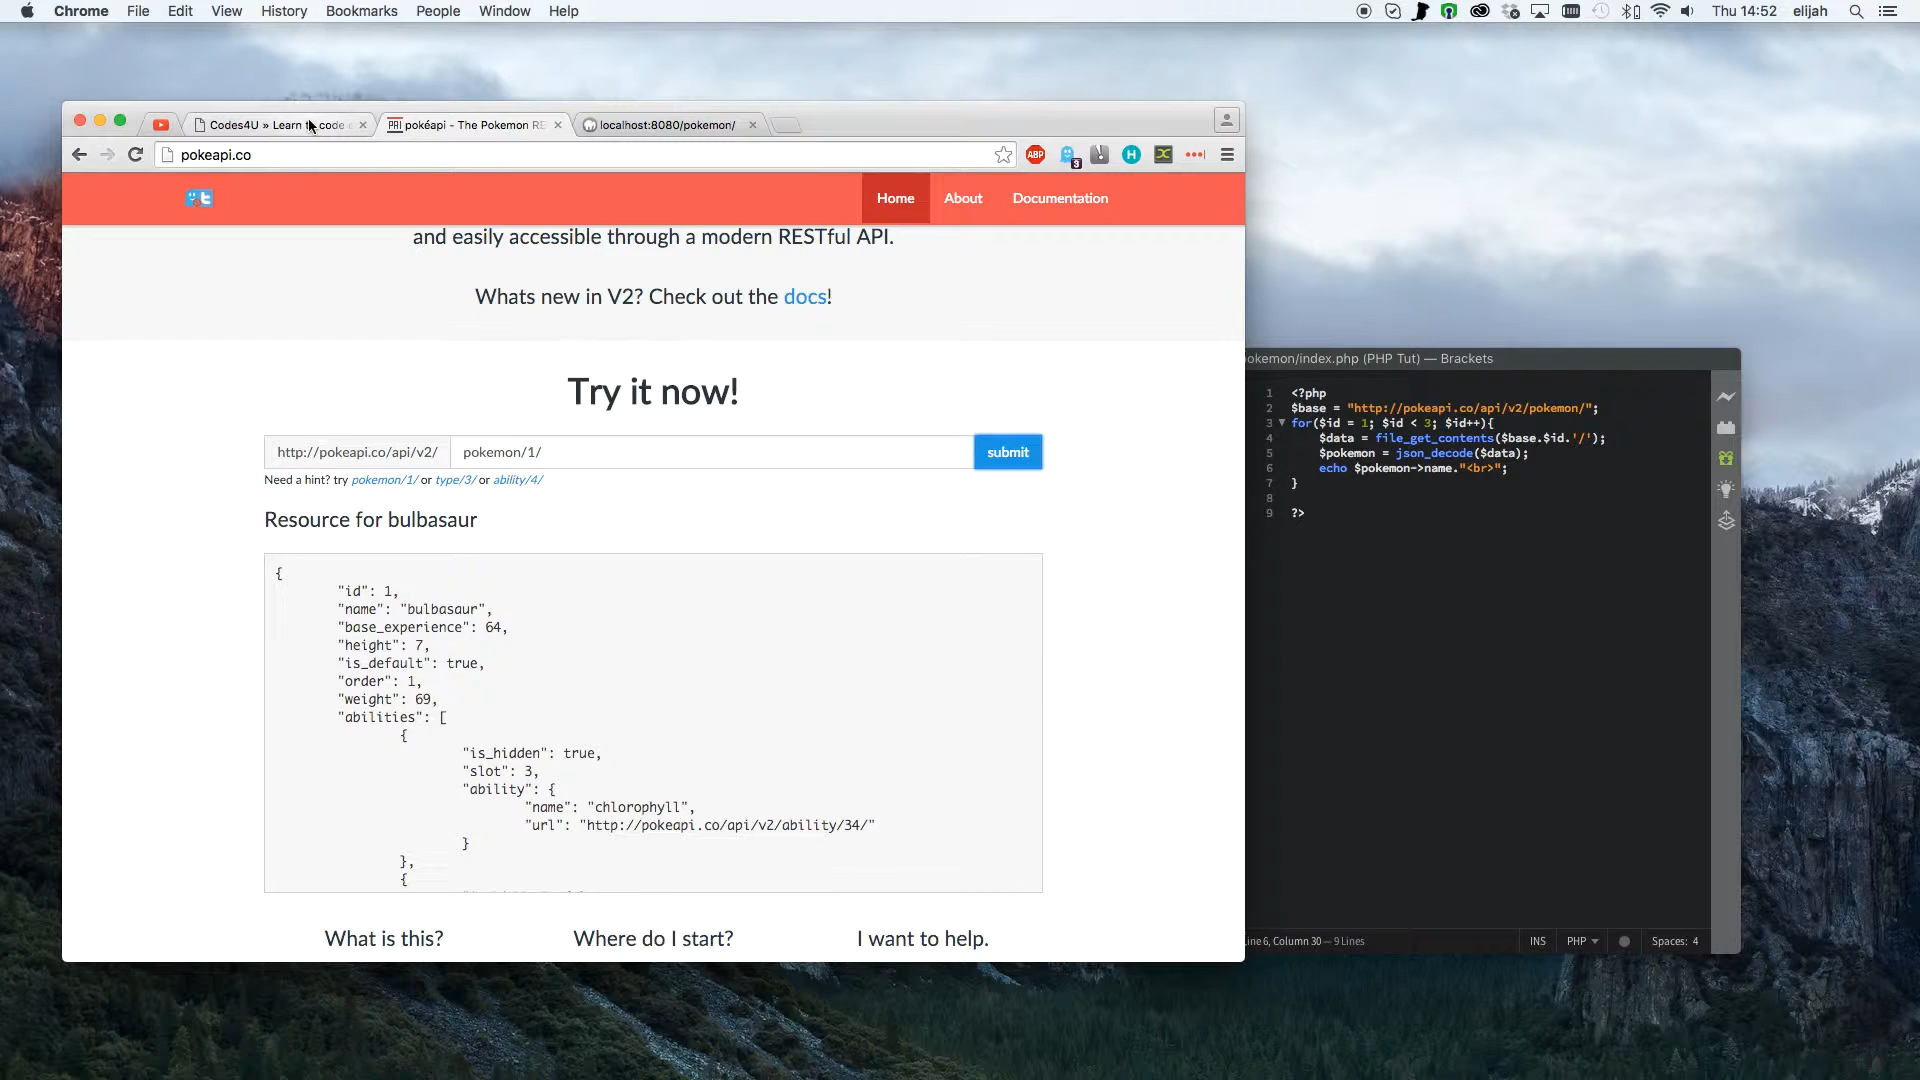 Chrome File Edit View History Bookmarks People Window Help Thu 14:52 elijah
Codes4U » Learn to code pokéapi - The Pokemon RE localhost:8080/pokemon/
pokeapi.co ABP 3 H
Home About Documentation
and easily accessible through a modern RESTful API.
Whats new in V2? Check out the docs!
Try it now!
http://pokeapi.co/api/v2/ pokemon/1/ submit
Need a hint? try pokemon/1/ or type/3/ or ability/4/
Resource for bulbasaur
{
"id": 1,
"name": "bulbasaur",
"base_experience": 64,
"height": 7,
"is_default": true,
"order": 1,
"weight": 69,
"abilities": [
{
"is_hidden": true,
"slot": 3,
"ability": {
"name": "chlorophyll",
"url": "http://pokeapi.co/api/v2/ability/34/"
}
},
{
What is this? Where do I start? I want to help.
okemon/index.php (PHP Tut) — Brackets
1 <?php
2 $base = "http://pokeapi.co/api/v2/pokemon/";
3 for($id = 1; $id < 3; $id++){
4 $data = file_get_contents($base.$id.'/');
5 $pokemon = json_decode($data);
6 echo $pokemon->name."<br>";
7 }
8
9 ?>
ine 6, Column 30 — 9 Lines INS PHP Spaces: 4